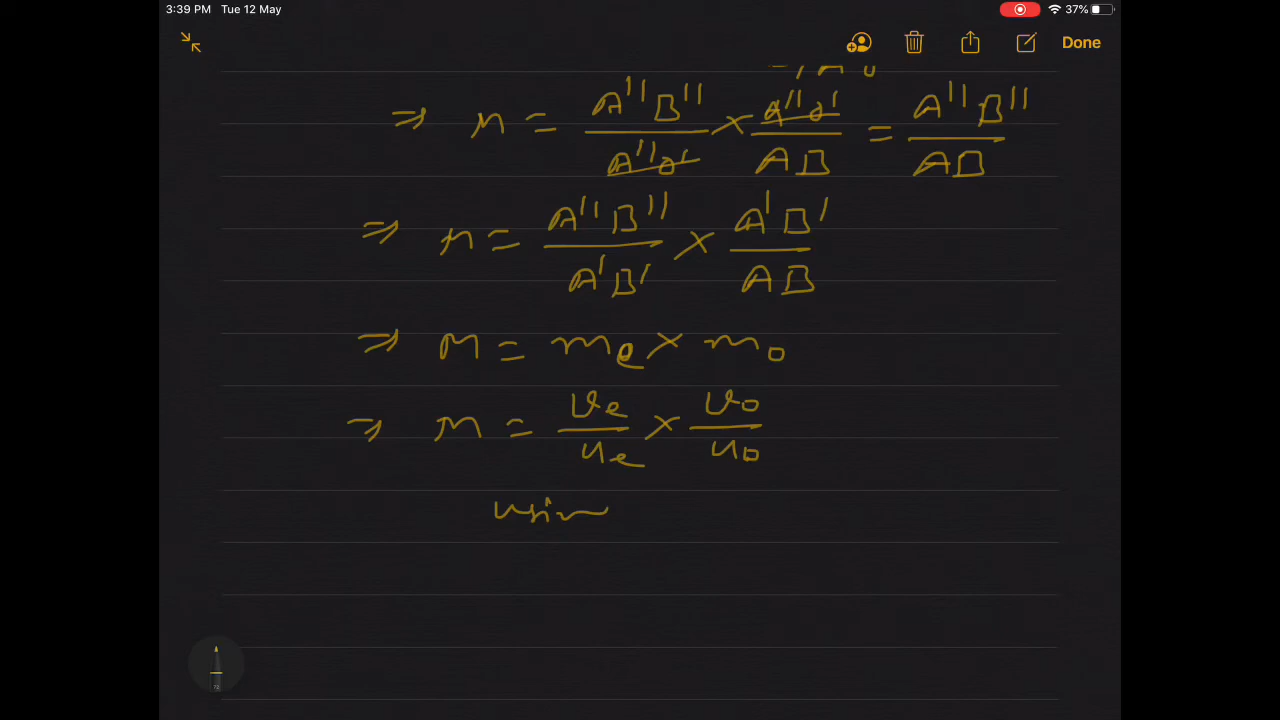 3:39 PM Tue 12 May 37%
Done
⇒ M = A''B''/A''O' × A''O'/AB = A''B''/AB
⇒ M = A''B''/A'B' × A'B'/AB
⇒ M = me × mo
⇒ M = ve/ue × vo/uo